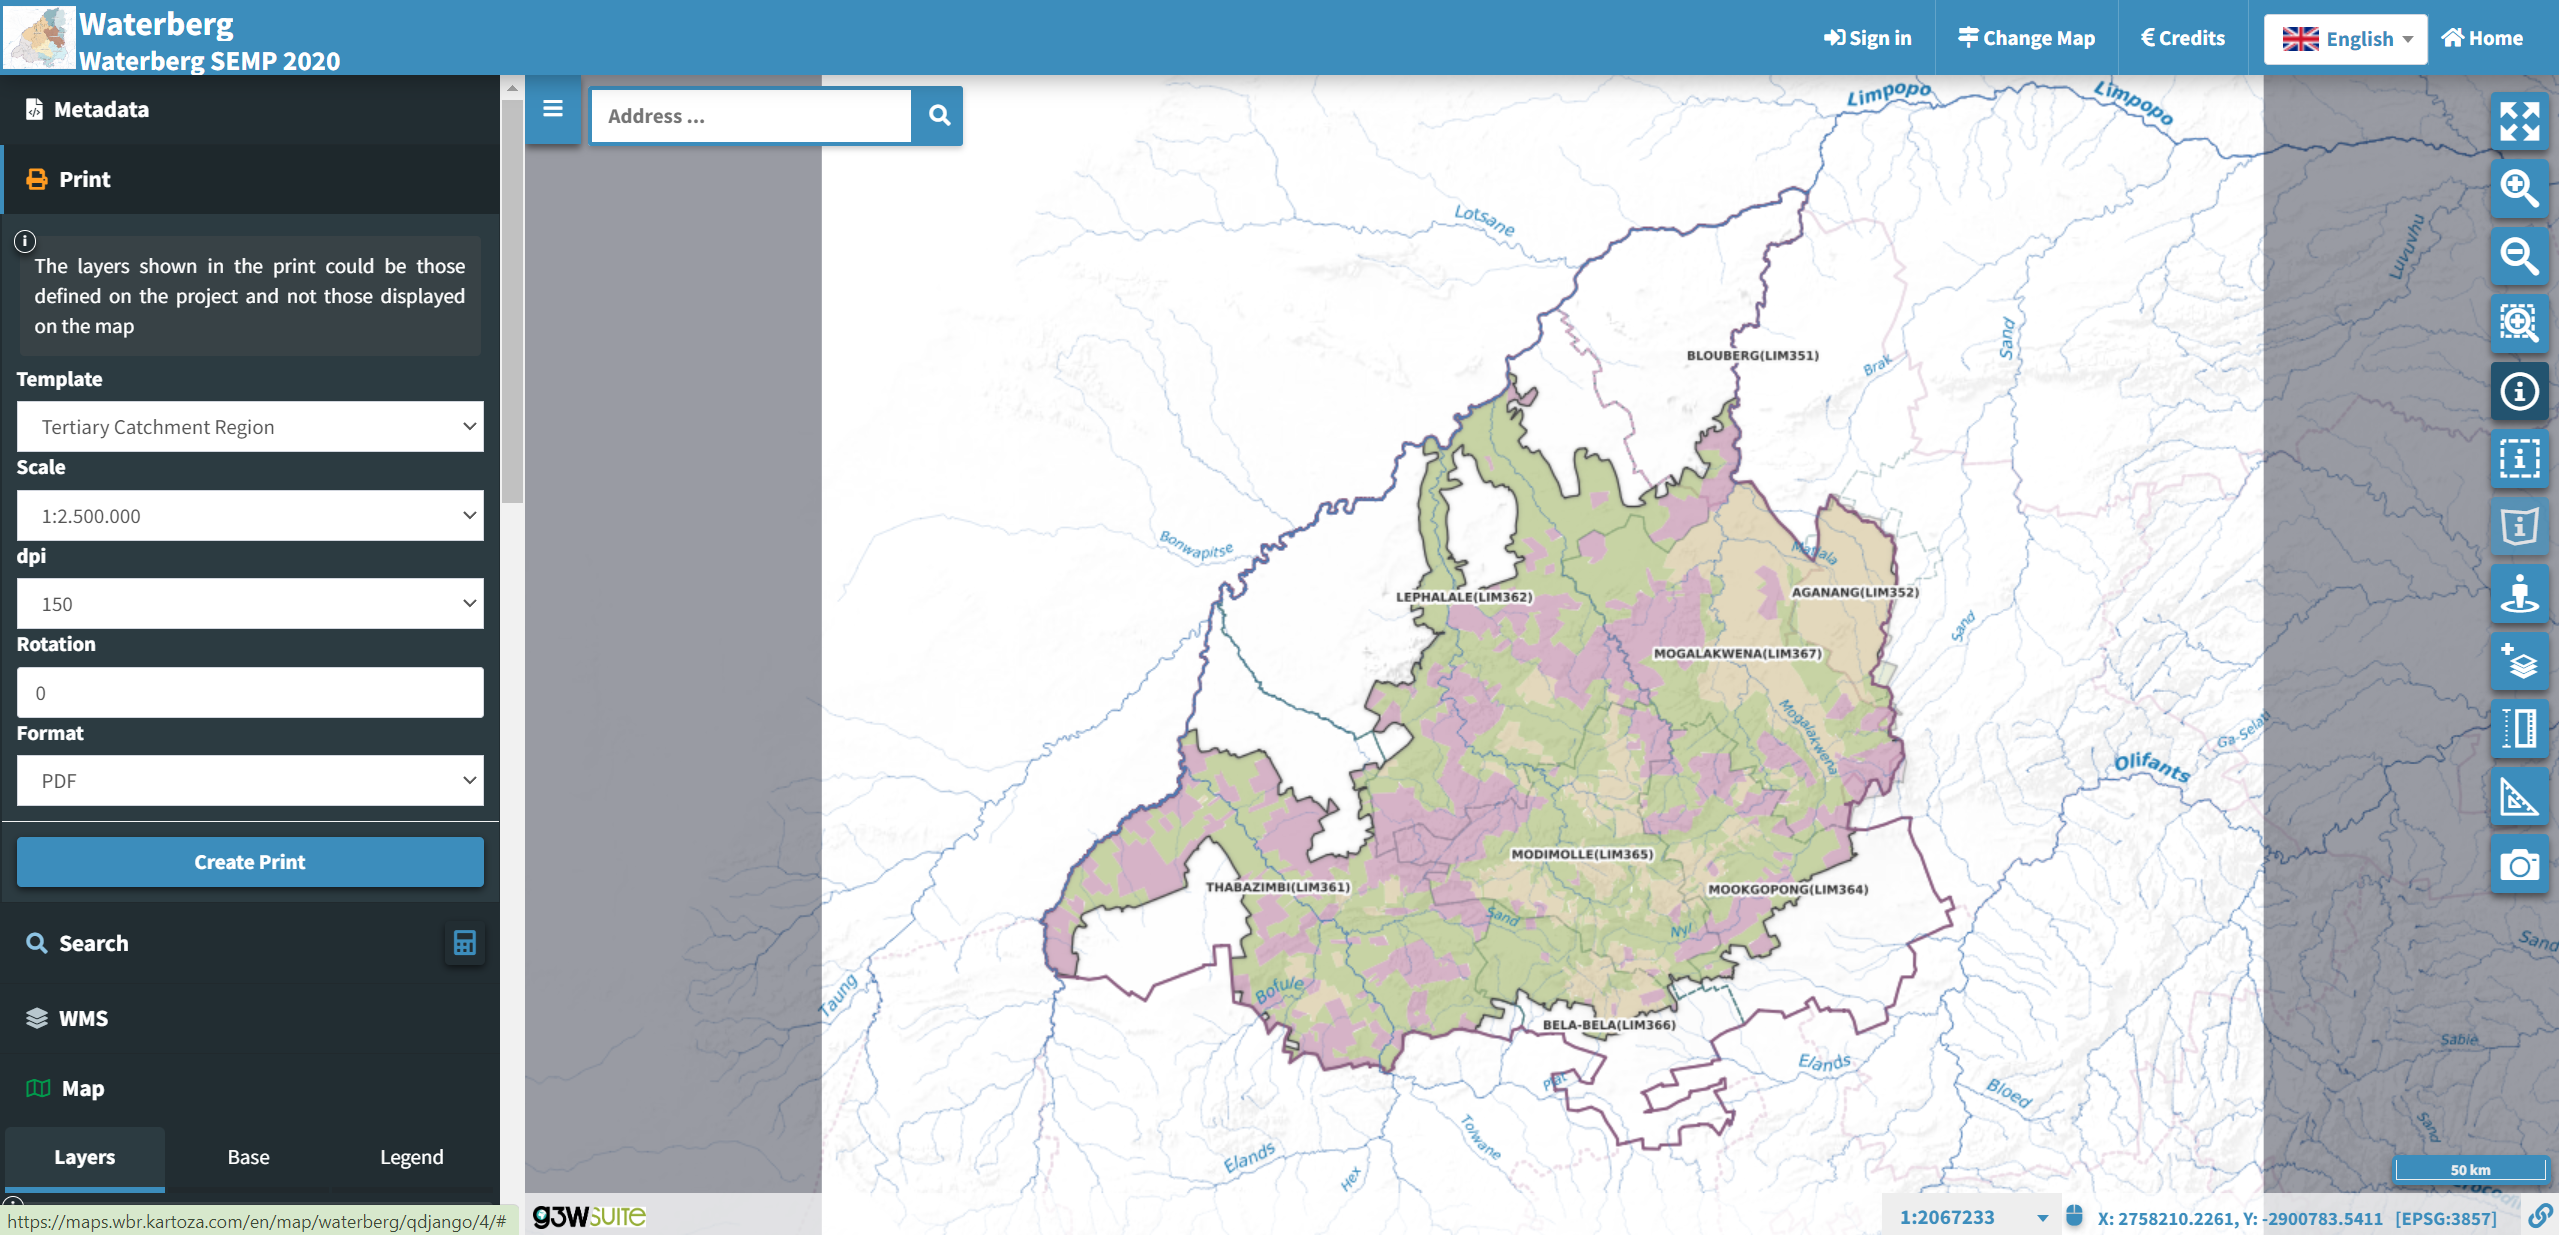 Waterberg
Waterberg SEMP 2020
Sign in
Change Map
€ Credits
English
Home
Metadata
Print
The layers shown in the print could be those
defined on the project and not those displayed
on the map
Template
Tertiary Catchment Region
Scale
1:2.500.000
dpi
150
Rotation
0
Format
PDF
Create Print
Search
WMS
Map
Layers
Base
Legend
https://maps.wbr.kartoza.com/en/map/waterberg/qdjango/4/#
Address ...
Limpopo
Limpopo
Lotsane
Luvuvhu
Sand
Brak
BLOUBERG(LIM351)
Bonwapitse
Matlala
LEPHALALE(LIM362)
AGANANG(LIM352)
Sand
MOGALAKWENA(LIM367)
Mogalakwena
Ga-Selati
Olifants
MODIMOLLE(LIM365)
THABAZIMBI(LIM361)
MOOKGOPONG(LIM364)
Sand
Nyl
Sand
Taung
Bofule
BELA-BELA(LIM366)
Sabie
Elands
Plat
Bloed
Tolwane
Sand
Elands
Hex
50 km
g3wSUITE
1:2067233
X: 2758210.2261, Y: -2900783.5411 [EPSG:3857]